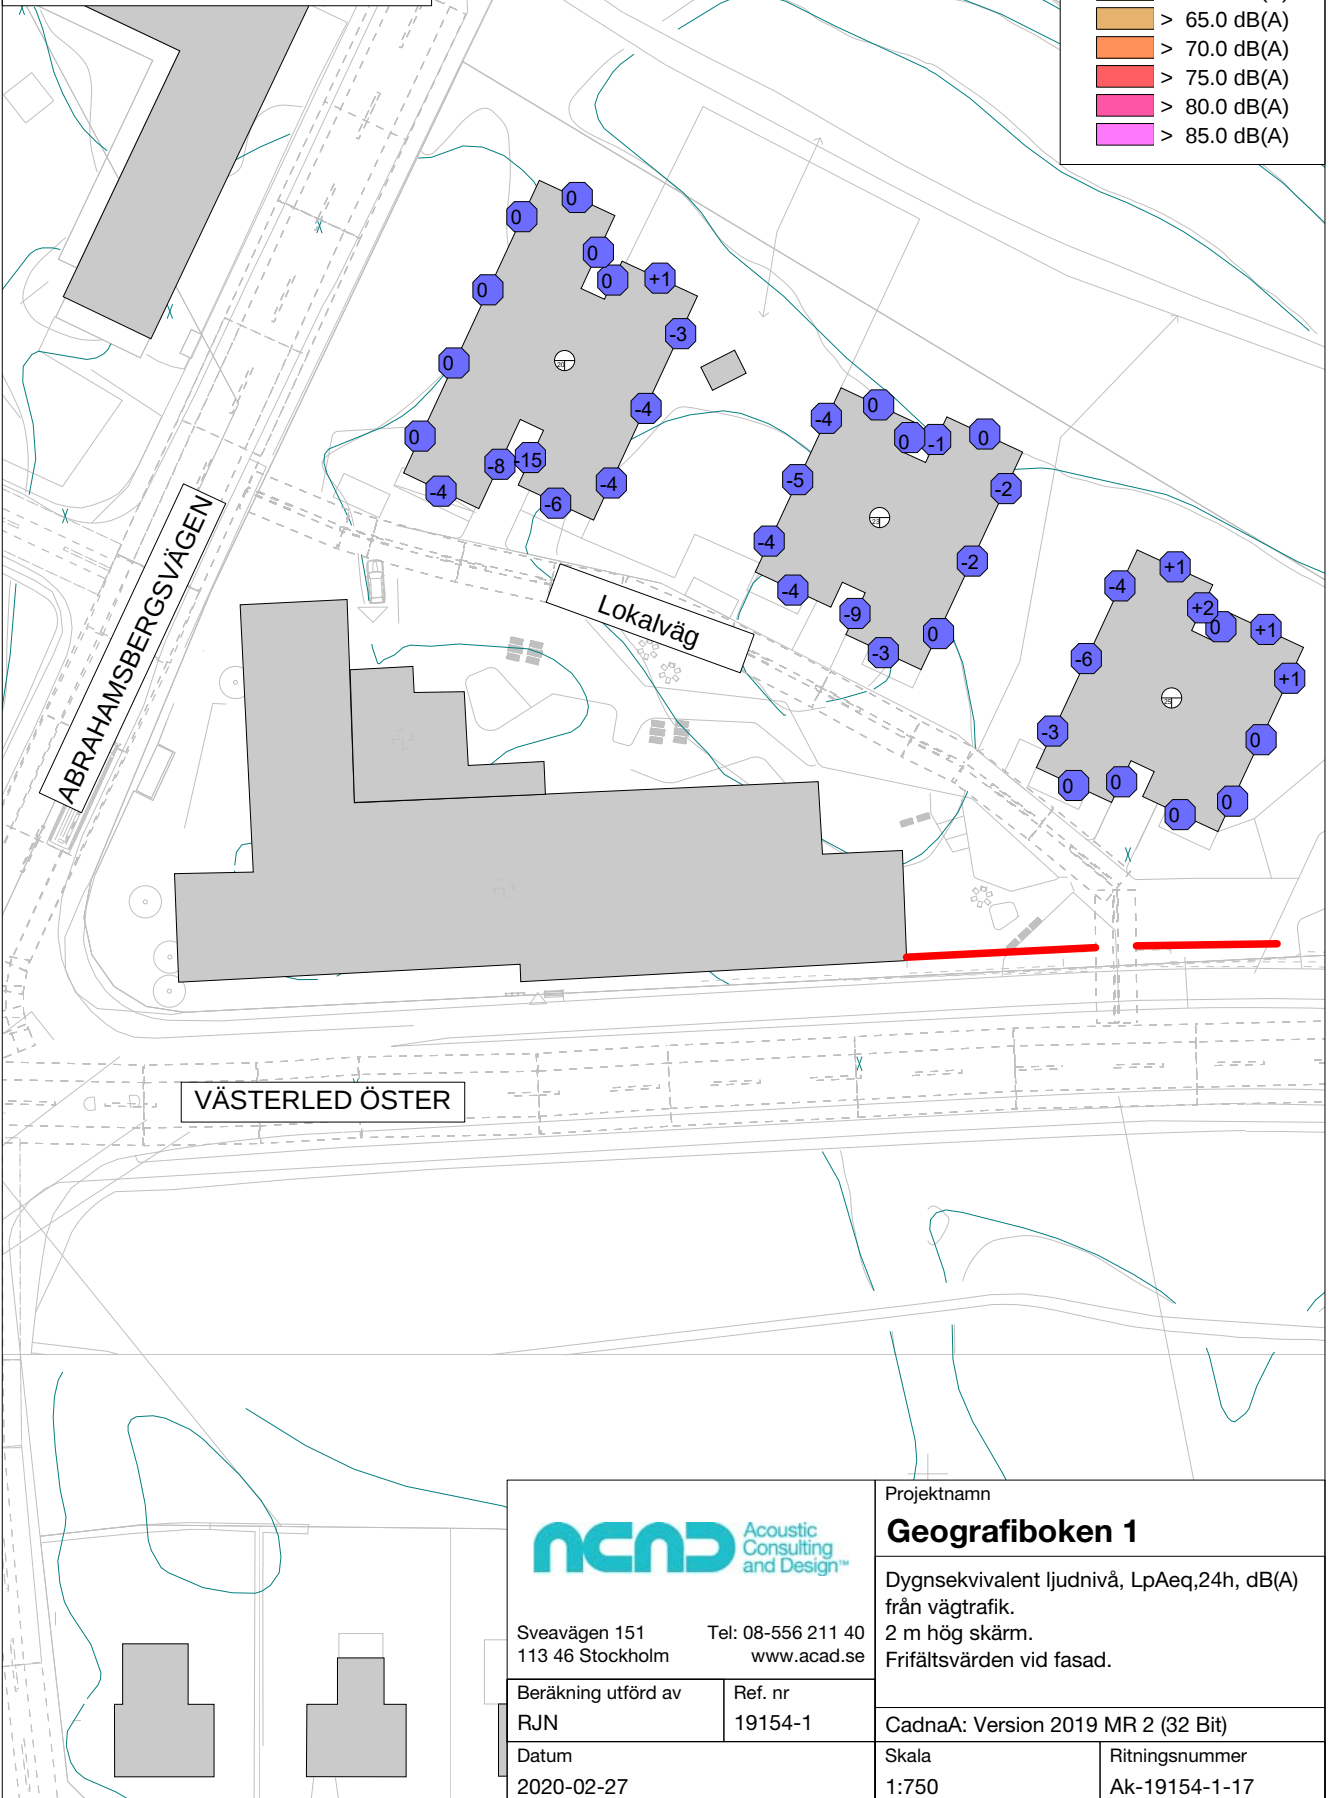 > 65.0 dB(A)
> 70.0 dB(A)
> 75.0 dB(A)
> 80.0 dB(A)
> 85.0 dB(A)
0
0
0
0
+1
0
-3
0
-4
0
-8
-15
-4
-4
-6
0
-4
0
-1
0
-5
-2
-4
-2
-4
-9
0
-3
+1
-4
+2
0
+1
-6
+1
-3
0
0
0
0
0
ABRAHAMSBERGSVÄGEN
Lokalväg
VÄSTERLED ÖSTER
ACAD
Acoustic
Consulting
and Design™
Sveavägen 151
113 46 Stockholm
Tel: 08-556 211 40
www.acad.se
Beräkning utförd av
RJN
Ref. nr
19154-1
Datum
2020-02-27
Projektnamn
Geografiboken 1
Dygnsekvivalent ljudnivå, LpAeq,24h, dB(A)
från vägtrafik.
2 m hög skärm.
Frifältsvärden vid fasad.
CadnaA: Version 2019 MR 2 (32 Bit)
Skala
1:750
Ritningsnummer
Ak-19154-1-17